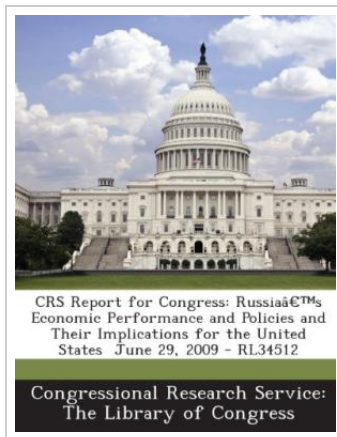 CRS Report for Congress: Russiaâ€™s
Economic Performance and Policies and
Their Implications for the United
States June 29, 2009 - RL34512
Congressional Research Service:
The Library of Congress